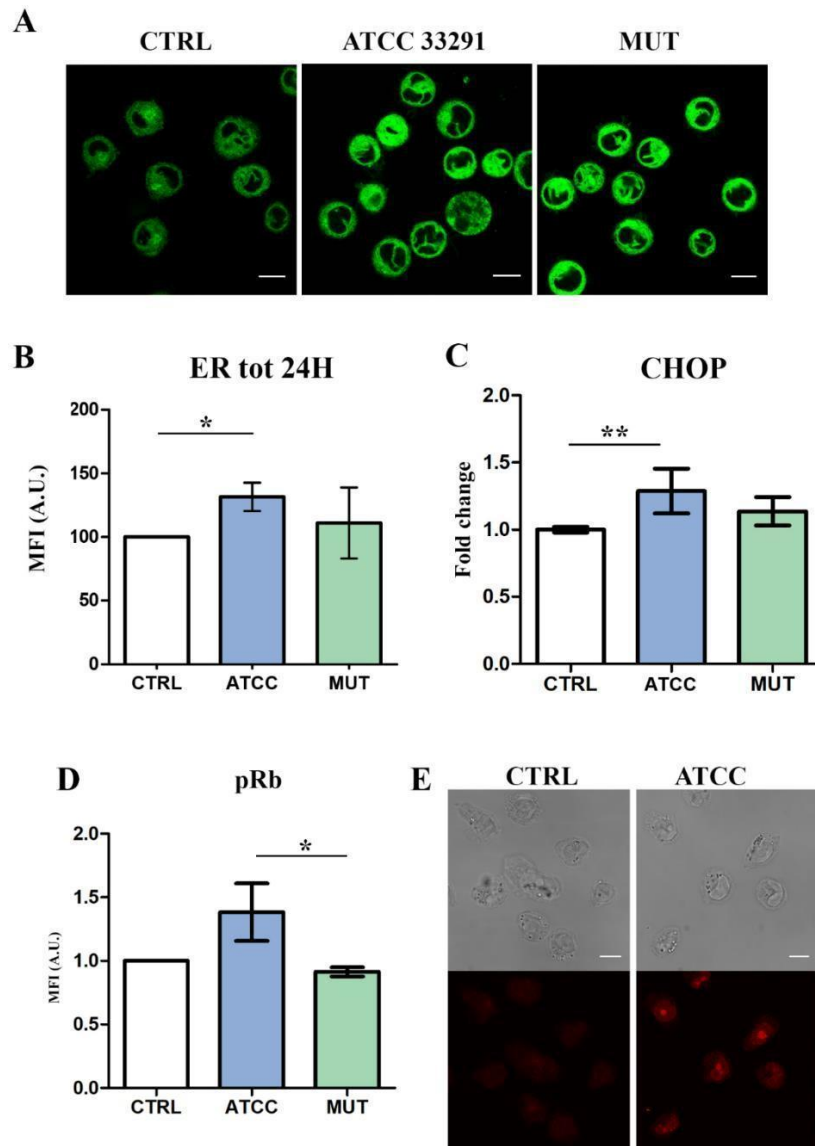 A
CTRL ATCC 33291 MUT
B
ER tot 24H
MFI (A.U.)
200
150
100
50
0
*
CTRL ATCC MUT
C
CHOP
Fold change
2.0
1.5
1.0
0.5
0.0
**
CTRL ATCC MUT
D
pRb
MFI (A.U.)
2.0
1.5
1.0
0.5
0.0
*
CTRL ATCC MUT
E
CTRL ATCC